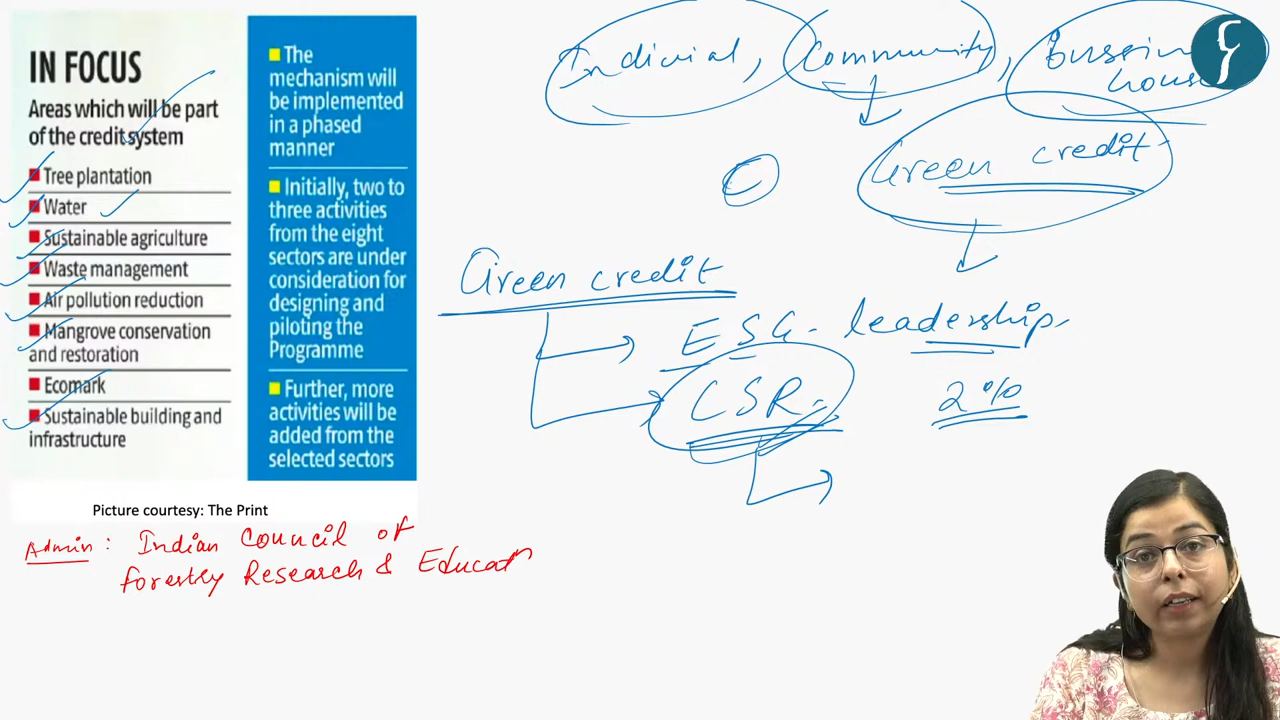 IN FOCUS
Areas which will be part
of the credit system
Tree plantation
Water
Sustainable agriculture
Waste management
Air pollution reduction
Mangrove conservation
and restoration
Ecomark
Sustainable building and
infrastructure
The
mechanism will
be implemented
in a phased
manner
Initially, two to
three activities
from the eight
sectors are under
consideration for
designing and
piloting the
Programme
Further, more
activities will be
added from the
selected sectors
Picture courtesy: The Print
Admin: Indian Council of
Forestry Research & Educatn
Indivial, Community, Bussin
house
Green credit
C
Green credit
ESG. leadership
CSR 2%